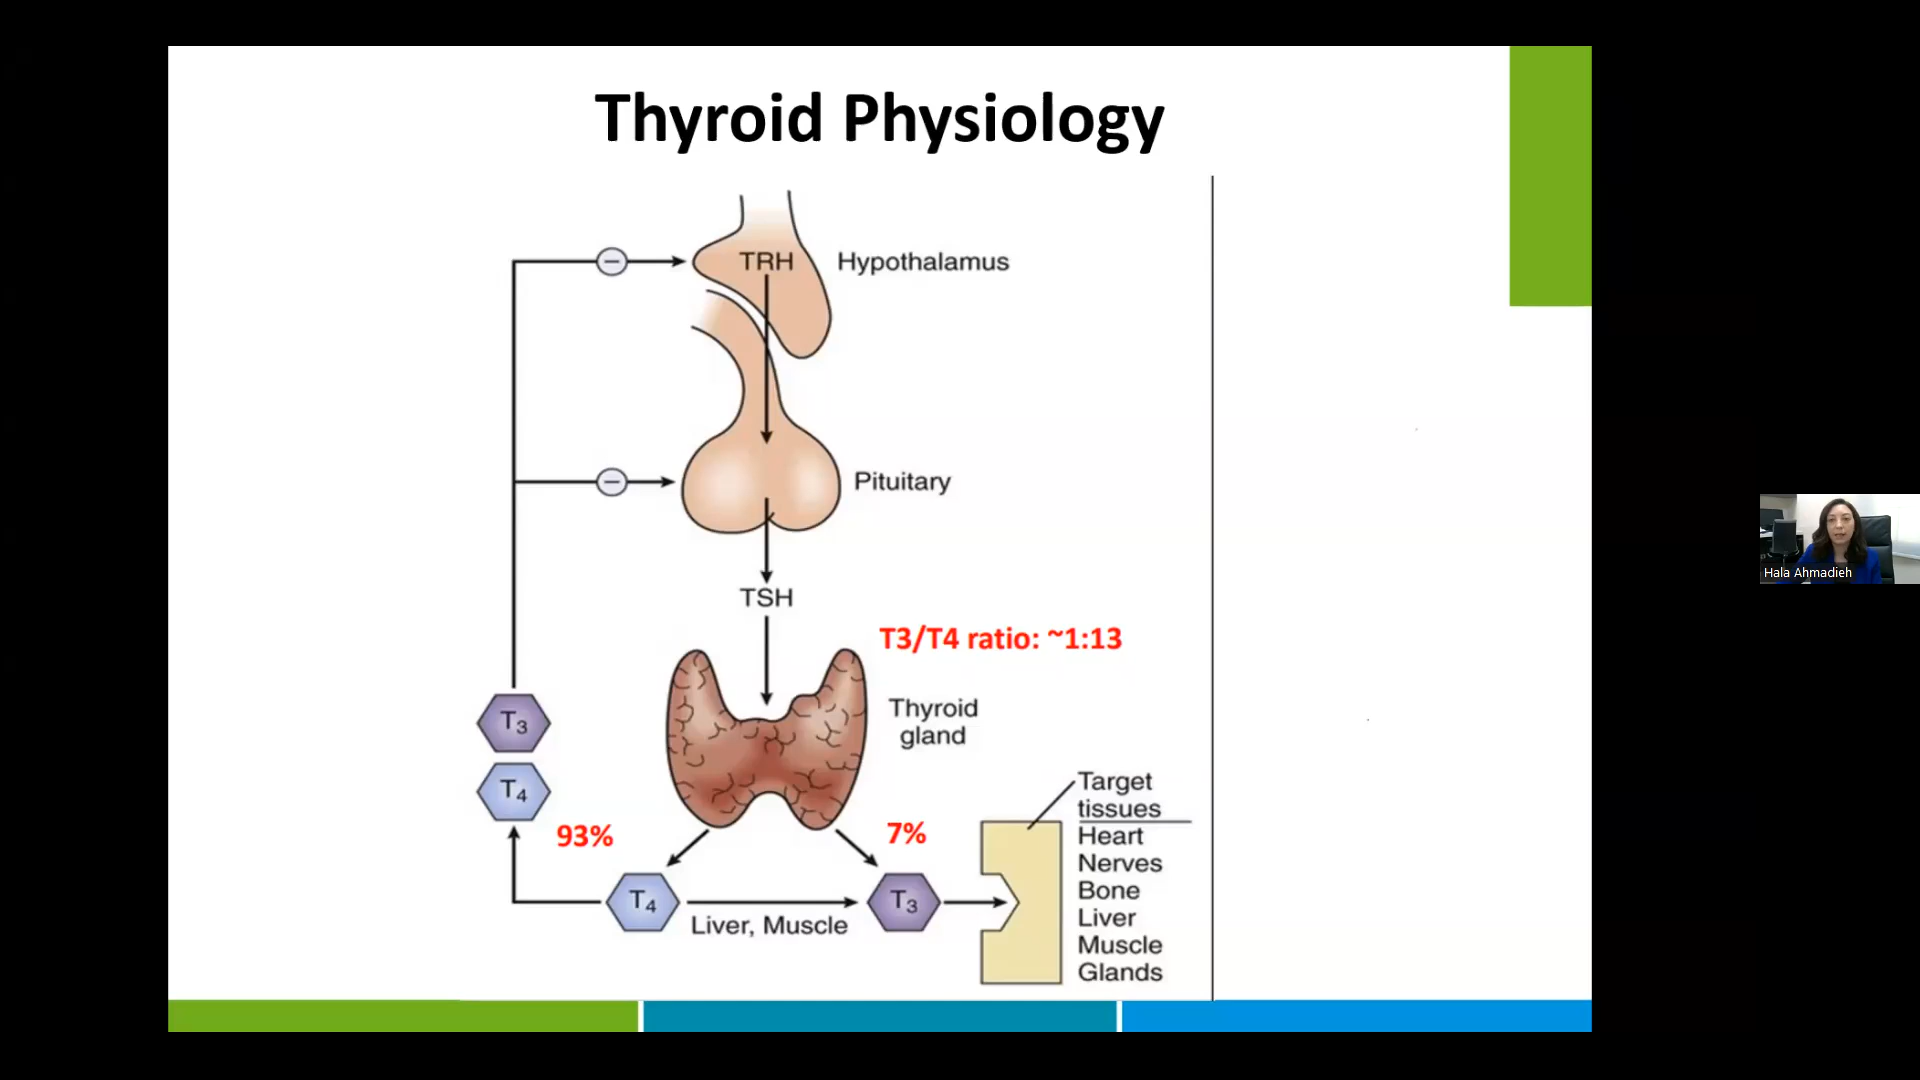 Thyroid Physiology
TRH
Hypothalamus
−
−
Pituitary
TSH
T3/T4 ratio: ~1:13
Thyroid
gland
T3
T4
93%
7%
T4
Liver, Muscle
T3
Target
tissues
Heart
Nerves
Bone
Liver
Muscle
Glands
Hala Ahmadieh